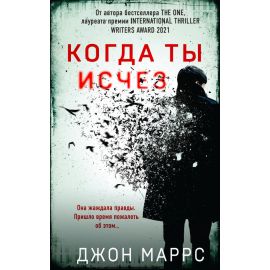 От автора бестселлера THE ONE,
лауреата премии INTERNATIONAL THRILLER
WRITERS AWARD 2021
КОГДА ТЫ
ИСЧЕЗ
Она жаждала правды.
Пришло время пожалеть
об этом...
ДЖОН МАРРС